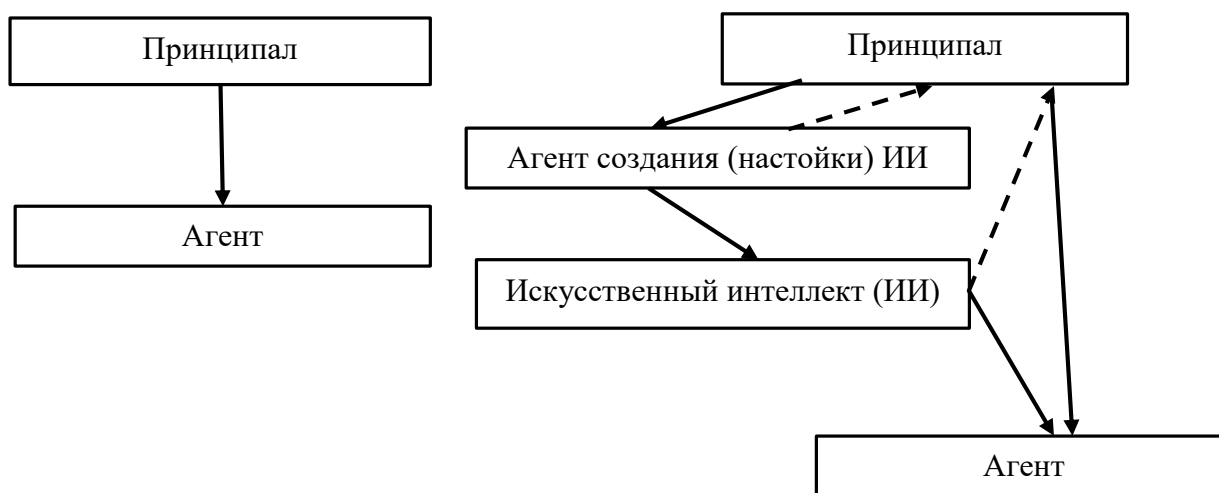 Принципал
Агент
Принципал
Агент создания (настойки) ИИ
Искусственный интеллект (ИИ)
Агент